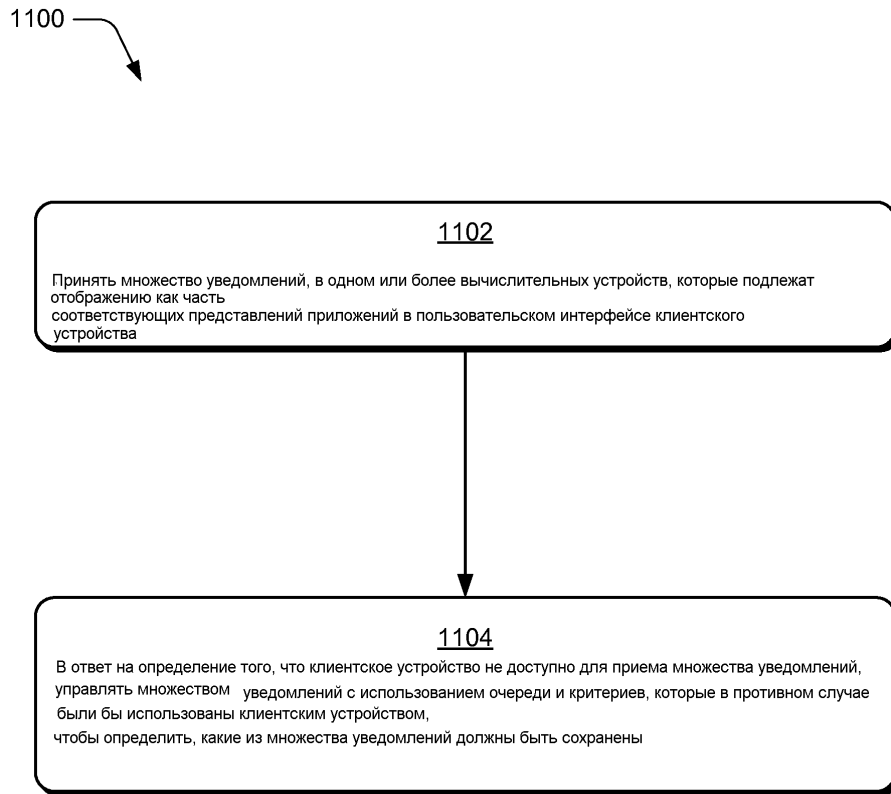 1100
1102
Принять множество уведомлений, в одном или более вычислительных устройств, которые подлежат
отображению как часть
соответствующих представлений приложений в пользовательском интерфейсе клиентского
устройства
1104
В ответ на определение того, что клиентское устройство не доступно для приема множества уведомлений,
управлять множеством уведомлений с использованием очереди и критериев, которые в противном случае
были бы использованы клиентским устройством,
чтобы определить, какие из множества уведомлений должны быть сохранены